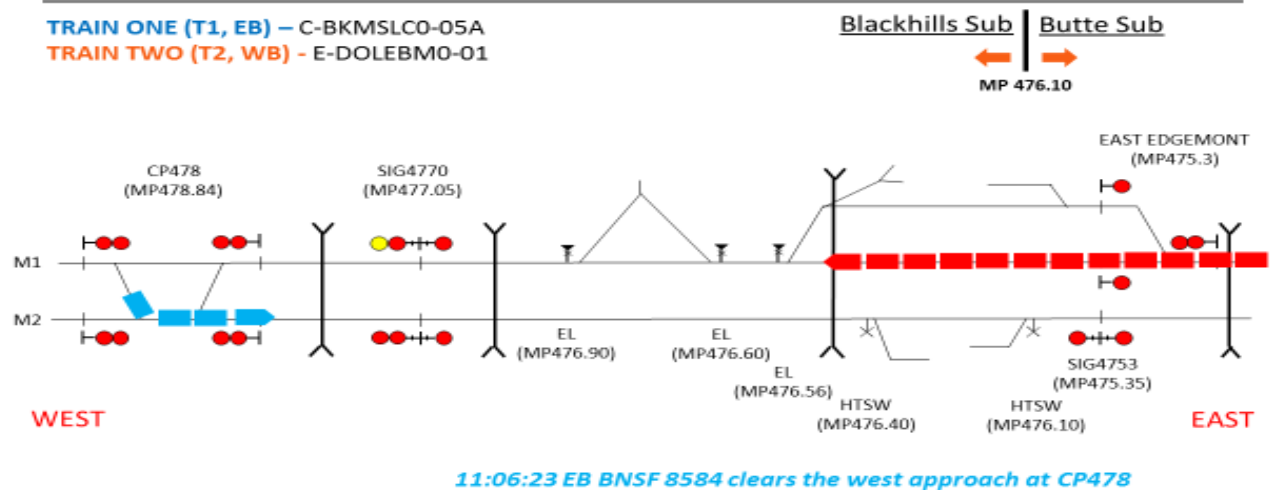 TRAIN ONE (T1, EB) – C-BKMSLC0-05A
TRAIN TWO (T2, WB) - E-DOLEBM0-01
Blackhills Sub
Butte Sub
MP 476.10
CP478
(MP478.84)
SIG4770
(MP477.05)
EAST EDGEMONT
(MP475.3)
M1
M2
EL
(MP476.90)
EL
(MP476.60)
EL
(MP476.56)
HTSW
(MP476.40)
HTSW
(MP476.10)
SIG4753
(MP475.35)
WEST
EAST
11:06:23 EB BNSF 8584 clears the west approach at CP478